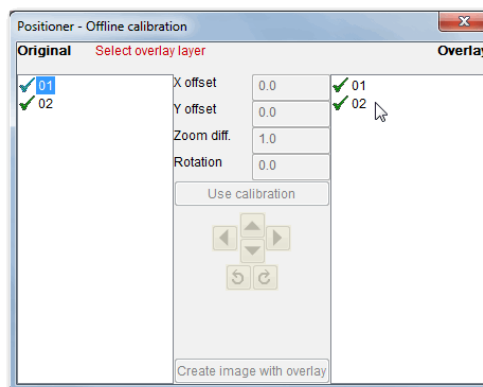 Positioner - Offline calibration
Original Select overlay layer Overlay
01
02
X offset 0.0
Y offset 0.0
Zoom diff. 1.0
Rotation 0.0
Use calibration
Create image with overlay
01
02